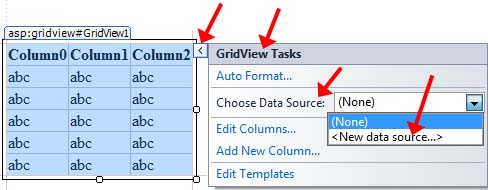 asp:gridview#GridView1
Column0 Column1 Column2
abc abc abc
abc abc abc
abc abc abc
abc abc abc
abc abc abc
GridView Tasks
Auto Format...
Choose Data Source: (None)
(None)
<New data source...>
Edit Columns...
Add New Column...
Edit Templates